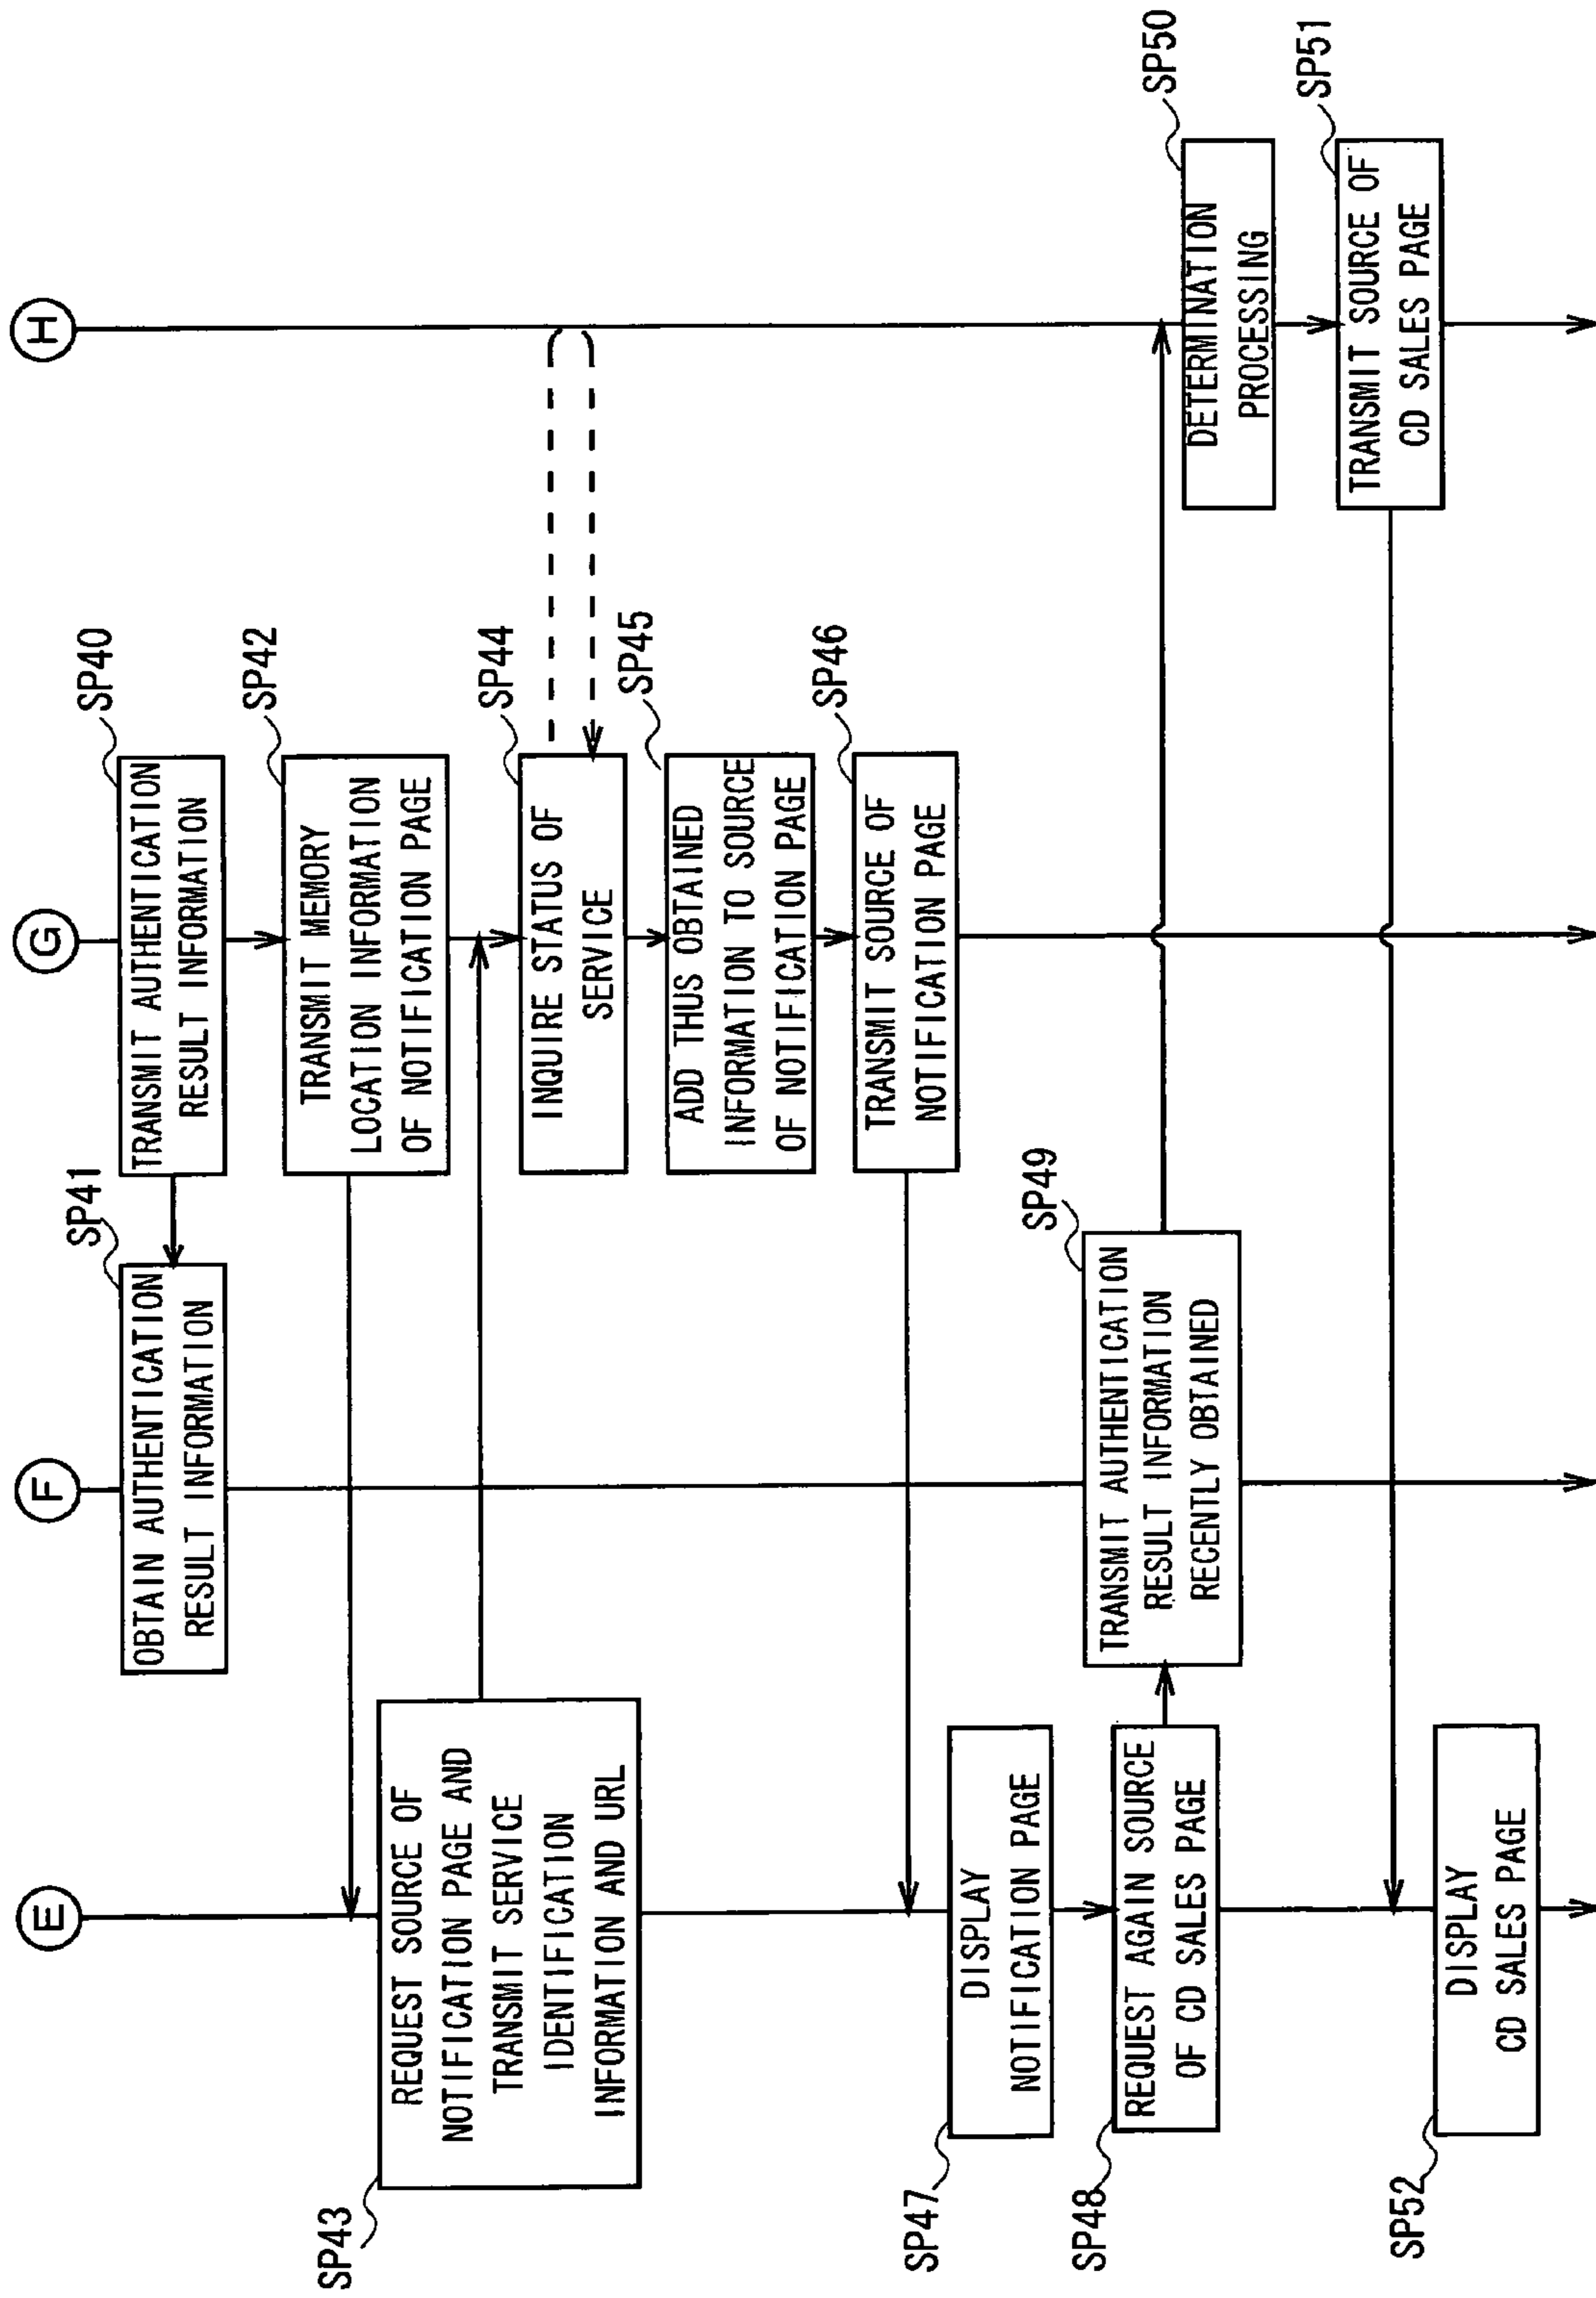 E
F
G
H
SP40
TRANSMIT AUTHENTICATION
RESULT INFORMATION
SP41
OBTAIN AUTHENTICATION
RESULT INFORMATION
SP42
TRANSMIT MEMORY
LOCATION INFORMATION
OF NOTIFICATION PAGE
SP43
REQUEST SOURCE OF
NOTIFICATION PAGE AND
TRANSMIT SERVICE
IDENTIFICATION
INFORMATION AND URL
SP44
INQUIRE STATUS OF
SERVICE
SP45
ADD THUS OBTAINED
INFORMATION TO SOURCE
OF NOTIFICATION PAGE
SP46
TRANSMIT SOURCE OF
NOTIFICATION PAGE
SP47
DISPLAY
NOTIFICATION PAGE
SP48
REQUEST AGAIN SOURCE
OF CD SALES PAGE
SP49
TRANSMIT AUTHENTICATION
RESULT INFORMATION
RECENTLY OBTAINED
SP50
DETERMINATION
PROCESSING
SP51
TRANSMIT SOURCE OF
CD SALES PAGE
SP52
DISPLAY
CD SALES PAGE